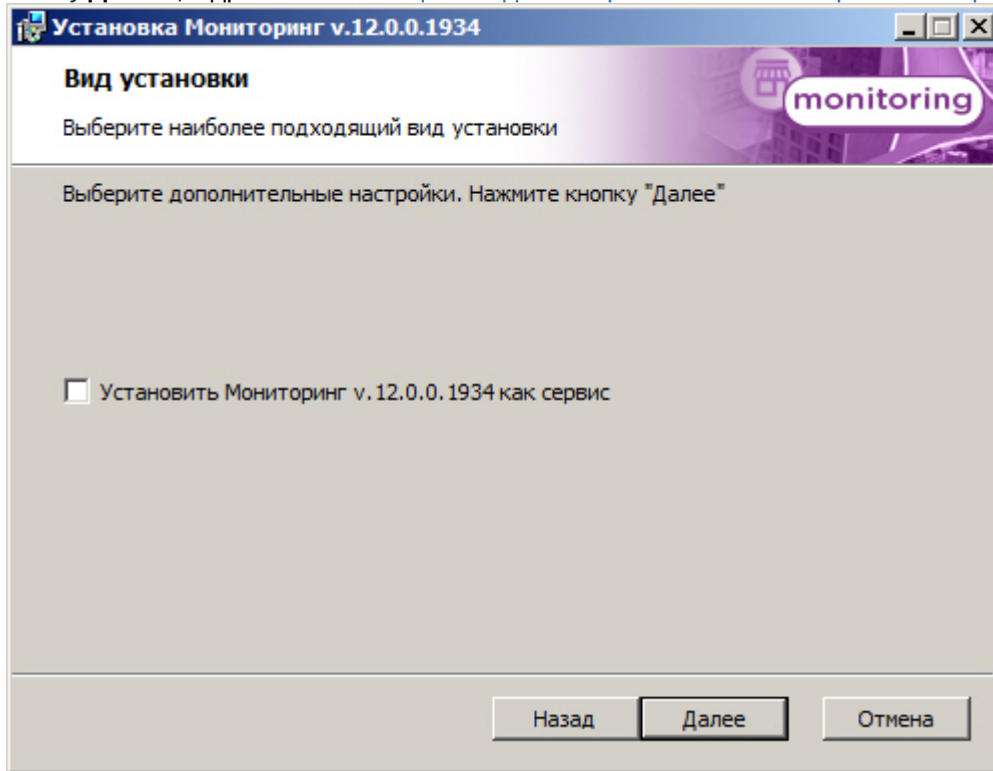 Установка Мониторинг v.12.0.0.1934
Вид установки
monitoring
Выберите наиболее подходящий вид установки
Выберите дополнительные настройки. Нажмите кнопку "Далее"
Установить Мониторинг v.12.0.0.1934 как сервис
Назад Далее Отмена